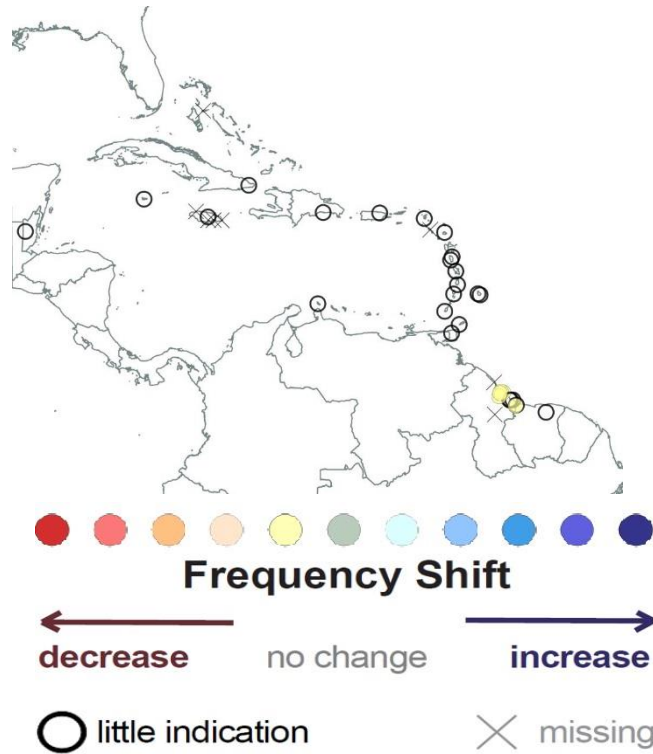 Frequency Shift
decrease no change increase
little indication missing